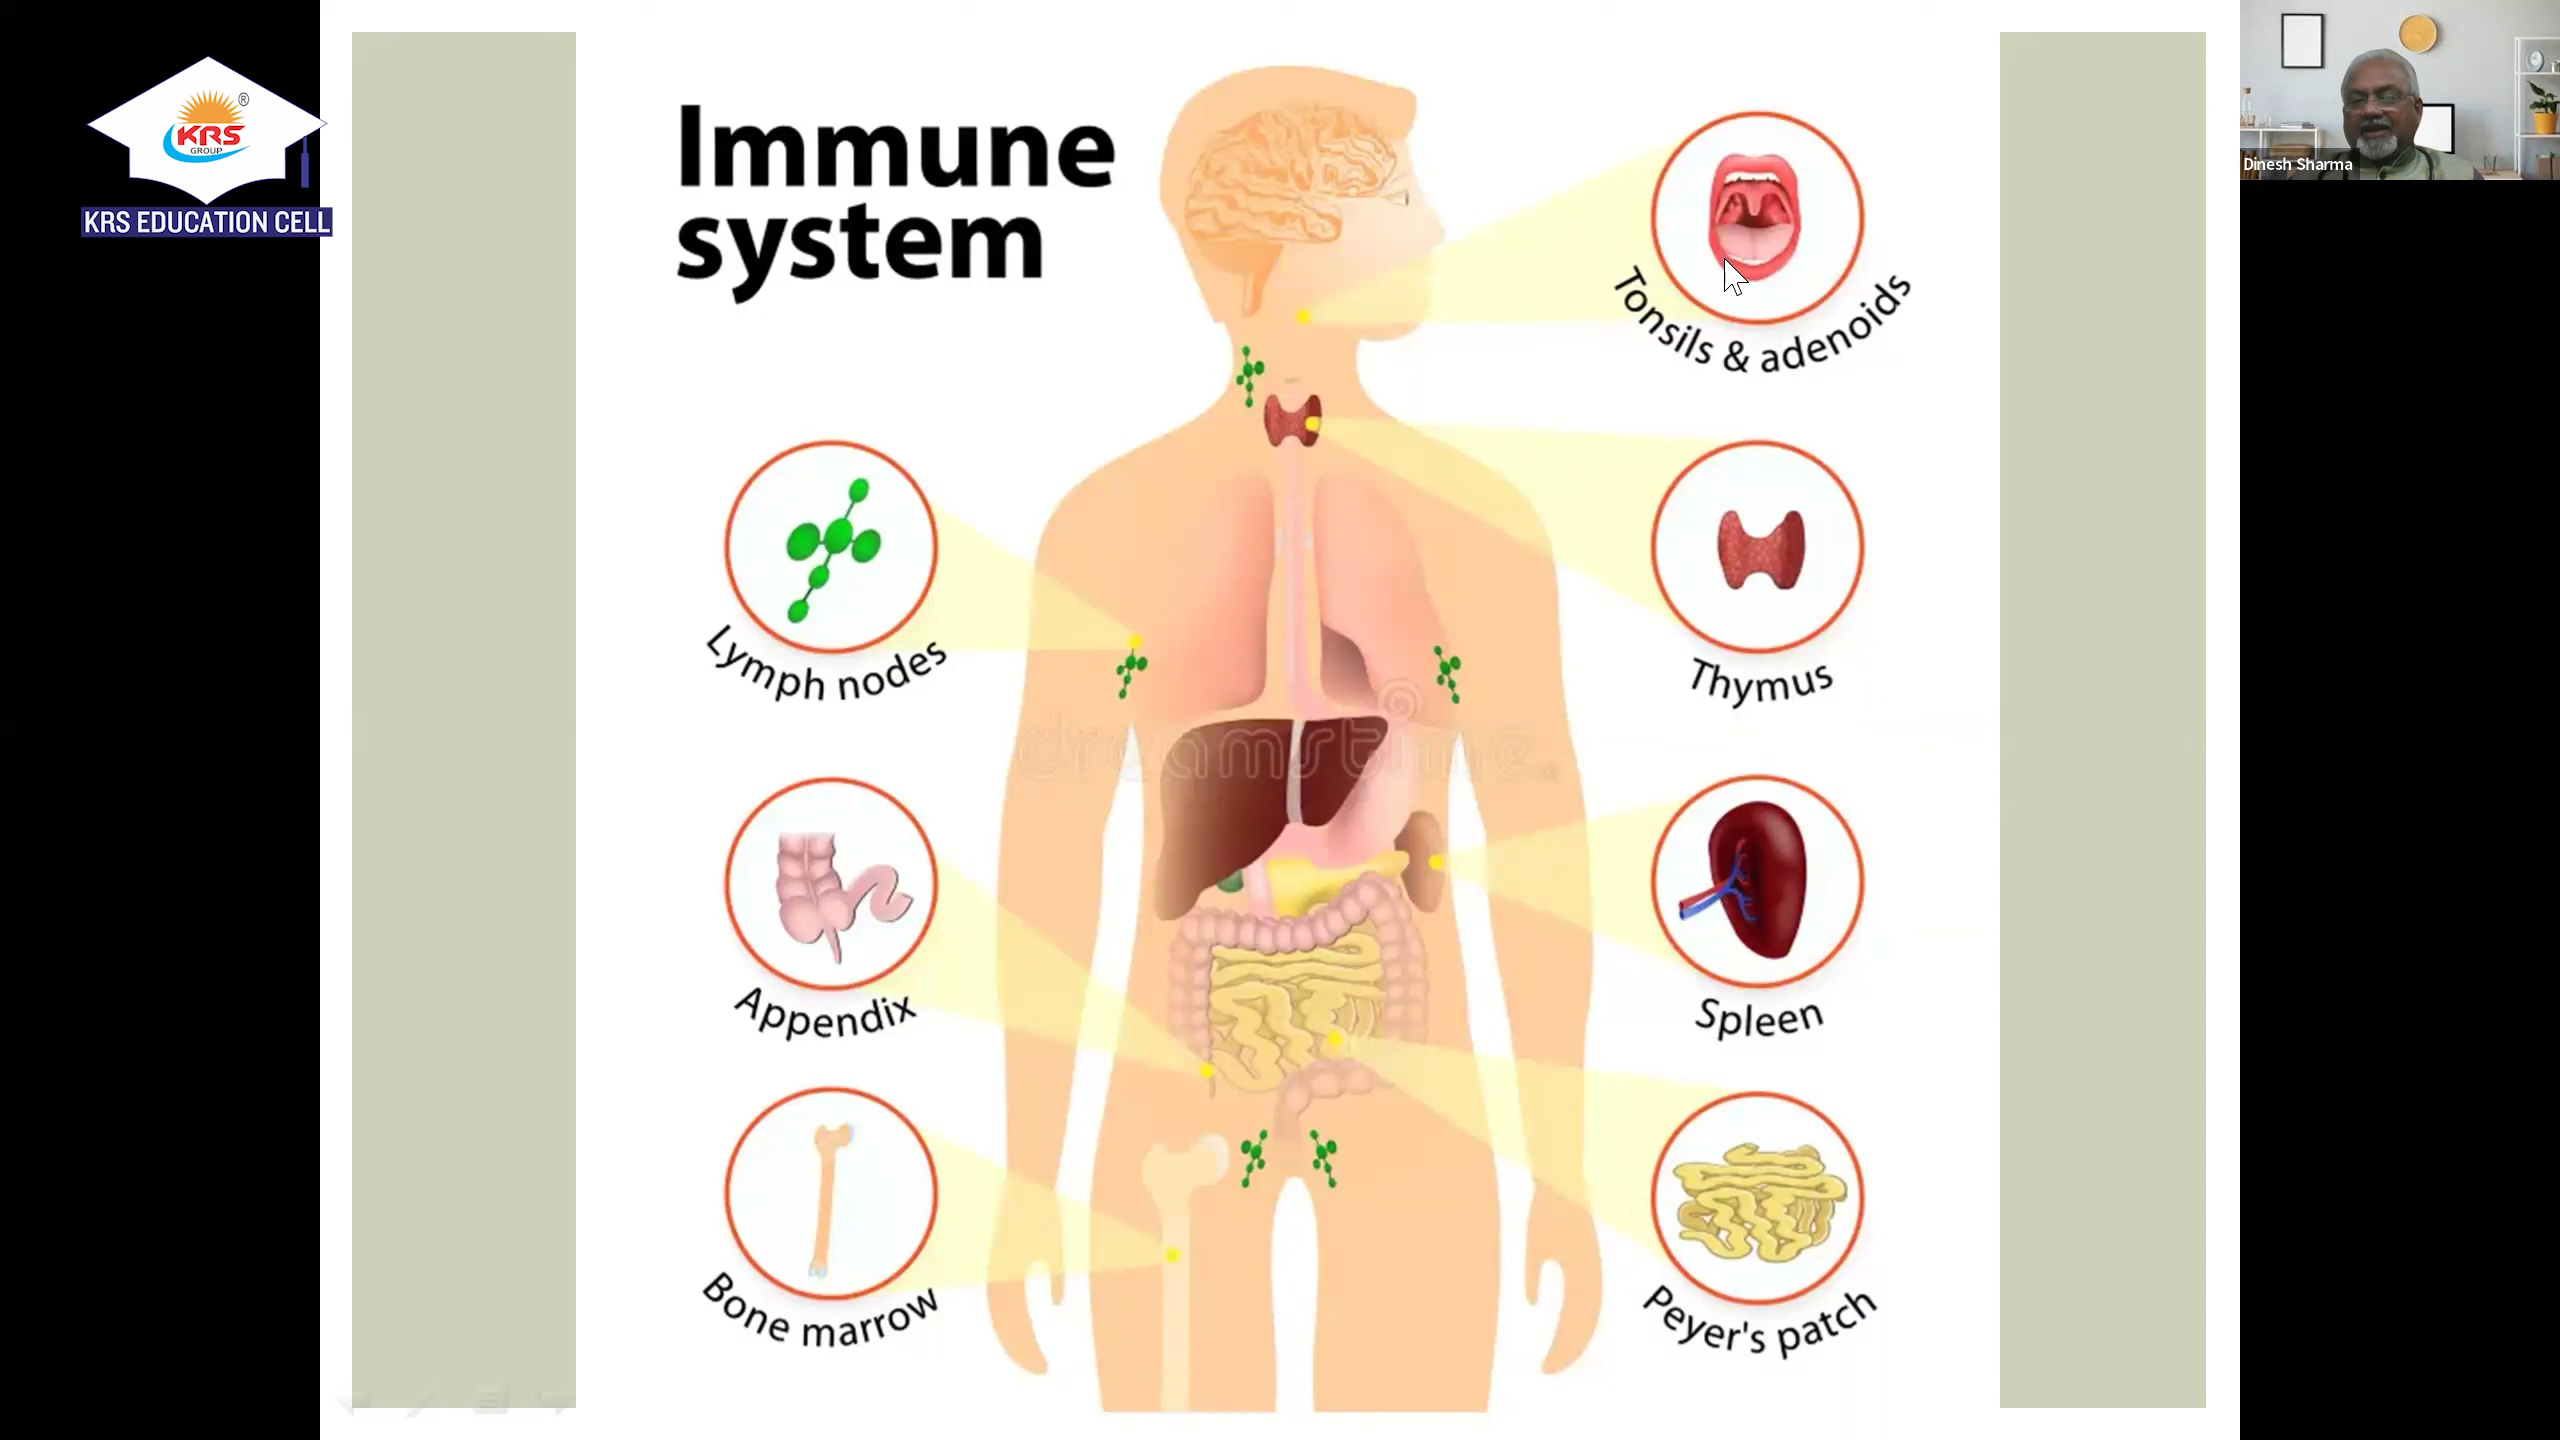 KRS
®
GROUP
KRS EDUCATION CELL
Immune
system
Dinesh Sharma
Tonsils & adenoids
Lymph nodes
Thymus
dreamstime
Appendix
Spleen
Bone marrow
Peyer's patch